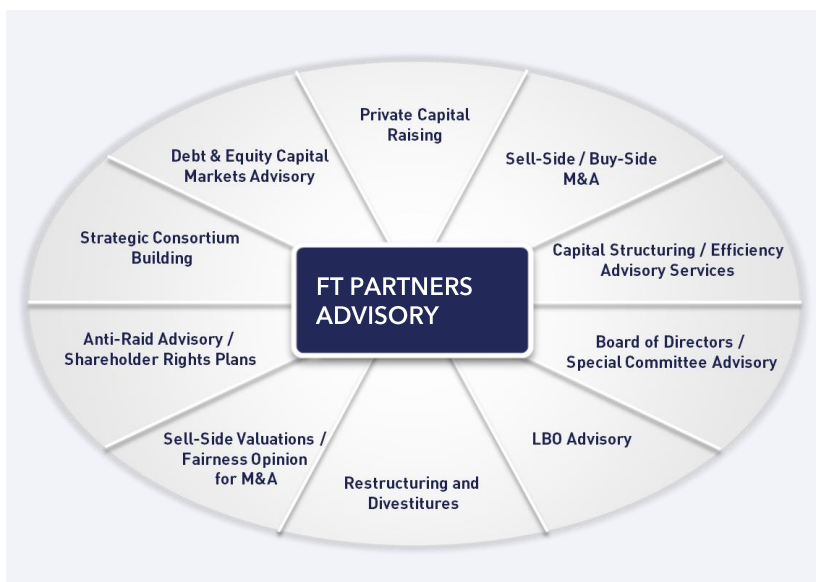 Private Capital
Raising
Sell-Side / Buy-Side
M&A
Capital Structuring / Efficiency
Advisory Services
Board of Directors /
Special Committee Advisory
LBO Advisory
Restructuring and
Divestitures
Sell-Side Valuations /
Fairness Opinion
for M&A
Anti-Raid Advisory /
Shareholder Rights Plans
Strategic Consortium
Building
Debt & Equity Capital
Markets Advisory
FT PARTNERS
ADVISORY